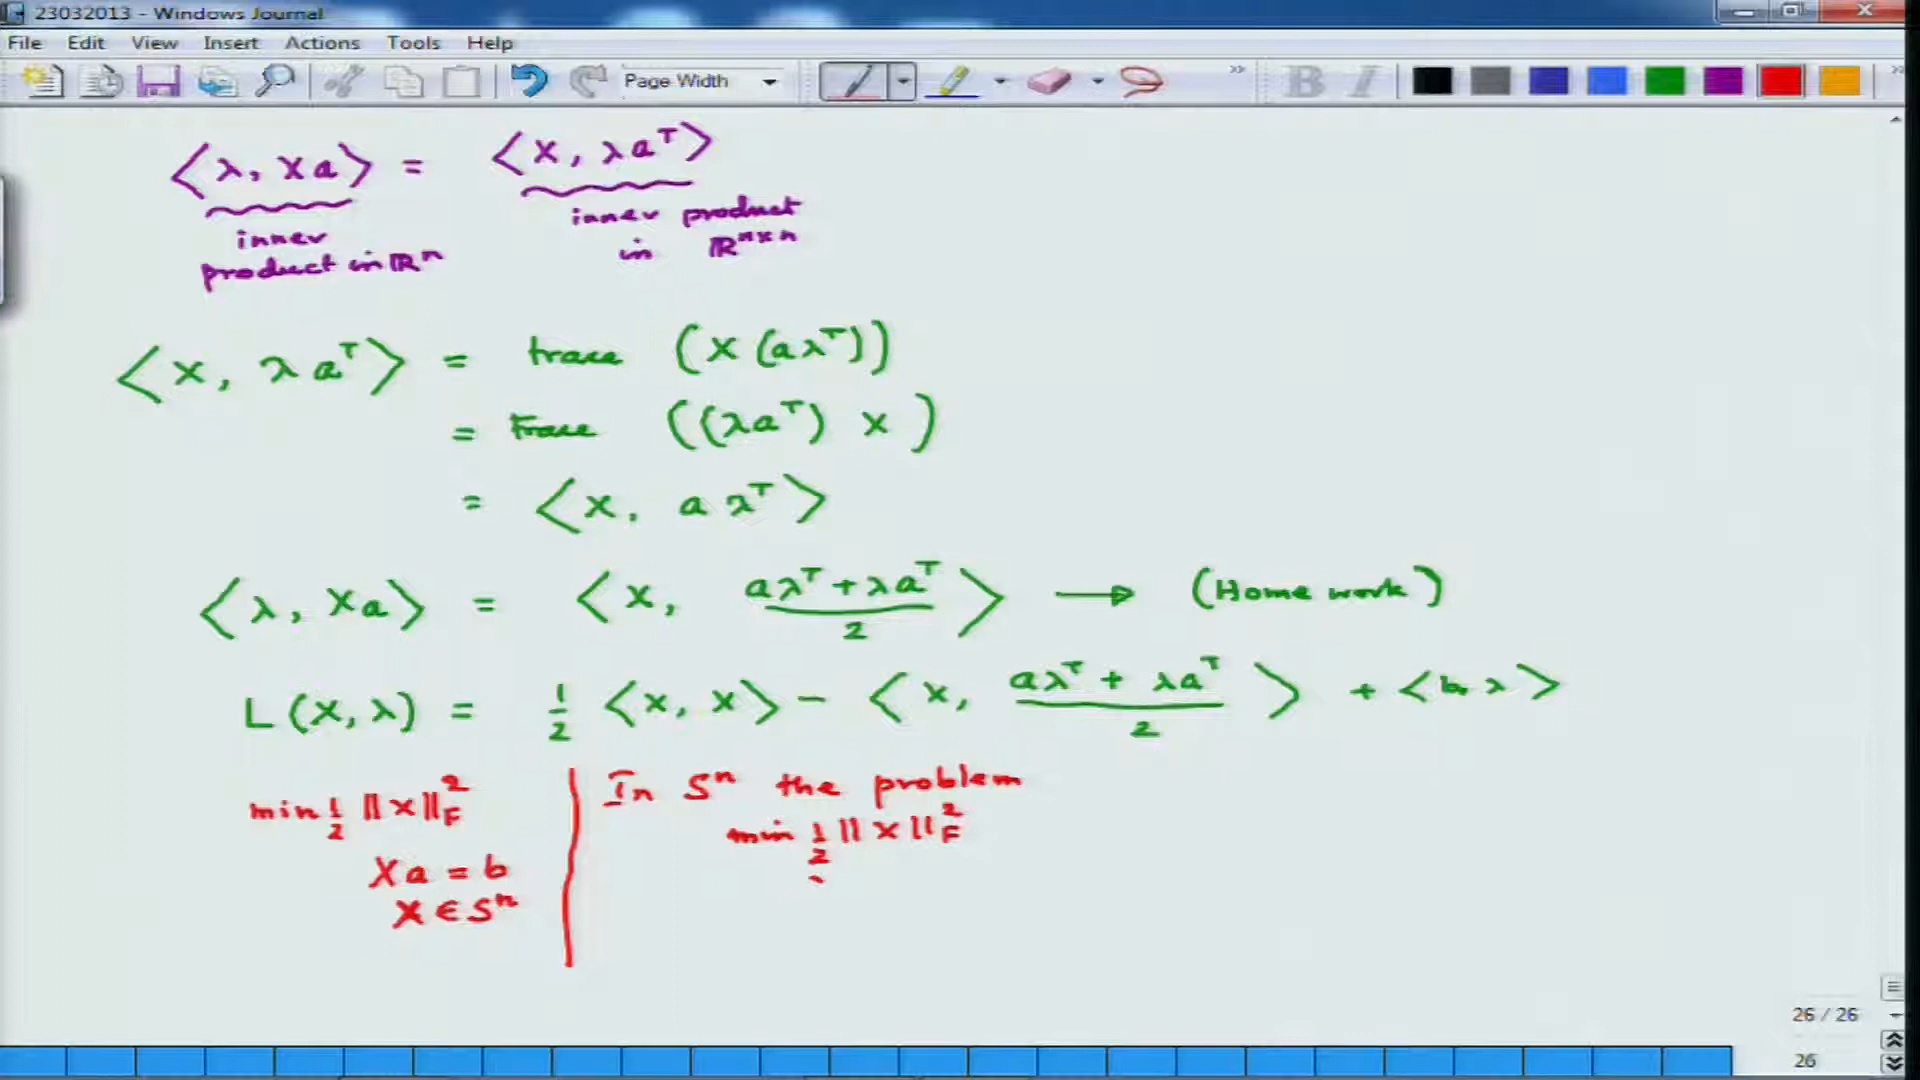 23032013 - Windows Journal
File Edit View Insert Actions Tools Help
Page Width
⟨λ, Xa⟩ = ⟨X, λaᵀ⟩
inner product in ℝⁿ
inner product in ℝⁿˣⁿ
⟨X, λaᵀ⟩ = trace (X(aλᵀ))
= Trace ((λaᵀ) X)
= ⟨X, aλᵀ⟩
⟨λ, Xa⟩ = ⟨X, (aλᵀ + λaᵀ)/2⟩ → (Home work)
L(X, λ) = 1/2 ⟨X, X⟩ - ⟨X, (aλᵀ + λaᵀ)/2⟩ + ⟨b, λ⟩
min 1/2 ||X||²_F
Xa = b
X ∈ Sⁿ
In Sⁿ the problem
min 1/2 ||X||²_F
26 / 26
26